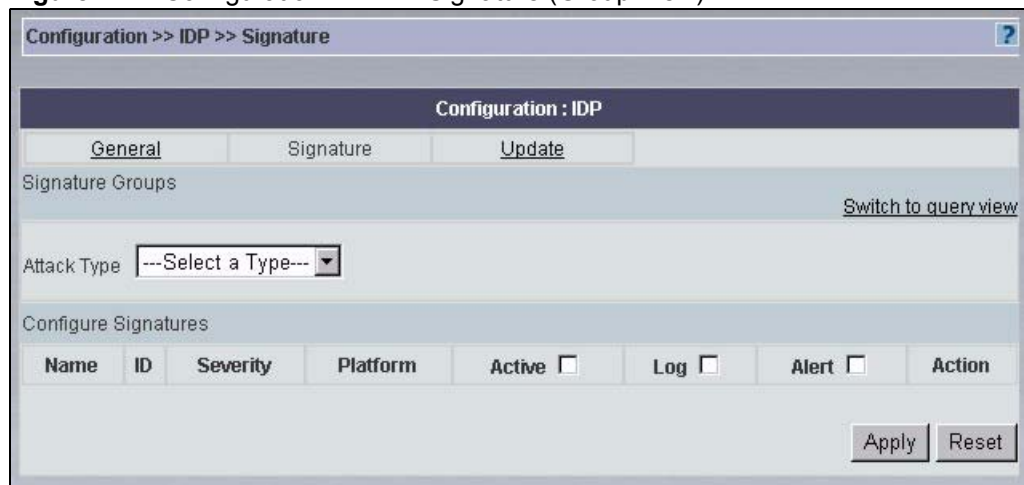 Configuration >> IDP >> Signature ?
Configuration : IDP
General Signature Update
Signature Groups
Switch to query view
Attack Type ---Select a Type---
Configure Signatures
Name ID Severity Platform Active Log Alert Action
Apply Reset